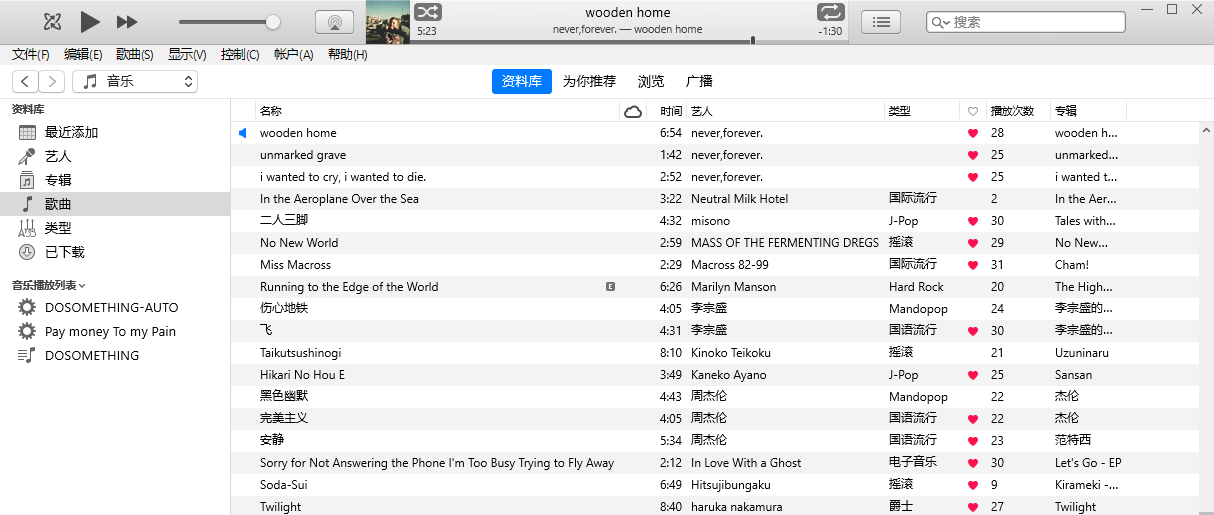 wooden home
5:23 never,forever. — wooden home -1:30
搜索
文件(F) 编辑(E) 歌曲(S) 显示(V) 控制(C) 帐户(A) 帮助(H)
音乐 资料库 为你推荐 浏览 广播
资料库
最近添加
艺人
专辑
歌曲
类型
已下载
音乐播放列表
DOSOMETHING-AUTO
Pay money To my Pain
DOSOMETHING
名称 时间 艺人 类型 播放次数 专辑
wooden home 6:54 never,forever. 28 wooden h...
unmarked grave 1:42 never,forever. 25 unmarked...
i wanted to cry, i wanted to die. 2:52 never,forever. 25 i wanted t...
In the Aeroplane Over the Sea 3:22 Neutral Milk Hotel 国际流行 2 In the Aer...
二人三脚 4:32 misono J-Pop 30 Tales with...
No New World 2:59 MASS OF THE FERMENTING DREGS 摇滚 29 No New...
Miss Macross 2:29 Macross 82-99 国际流行 31 Cham!
Running to the Edge of the World E 6:26 Marilyn Manson Hard Rock 20 The High...
伤心地铁 4:05 李宗盛 Mandopop 24 李宗盛的...
飞 4:31 李宗盛 国语流行 30 李宗盛的...
Taikutsushinogi 8:10 Kinoko Teikoku 摇滚 21 Uzuninaru
Hikari No Hou E 3:49 Kaneko Ayano J-Pop 25 Sansan
黑色幽默 4:43 周杰伦 Mandopop 22 杰伦
完美主义 4:05 周杰伦 国语流行 22 杰伦
安静 5:34 周杰伦 国语流行 23 范特西
Sorry for Not Answering the Phone I'm Too Busy Trying to Fly Away 2:12 In Love With a Ghost 电子音乐 30 Let's Go - EP
Soda-Sui 6:49 Hitsujibungaku 摇滚 9 Kirameki -...
Twilight 8:40 haruka nakamura 爵士 27 Twilight